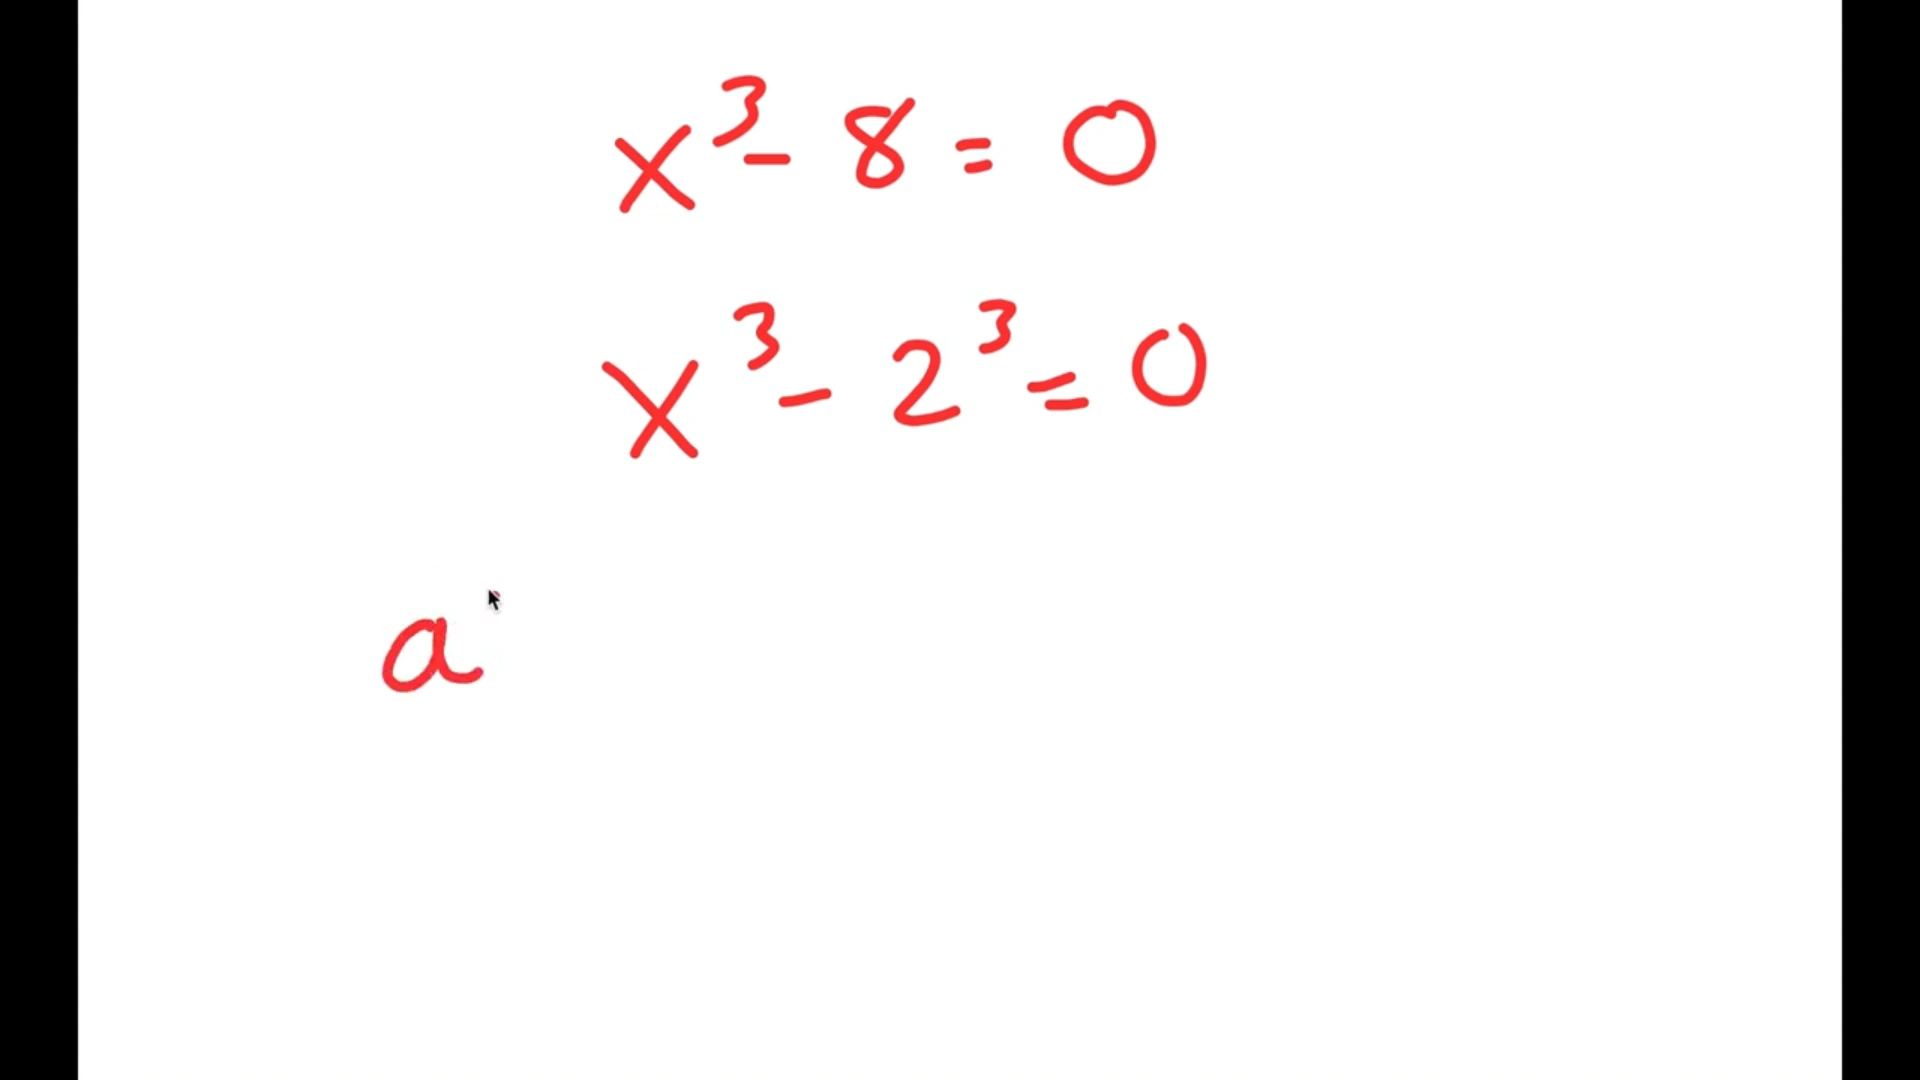 x³ - 8 = 0
x³ - 2³ = 0
a